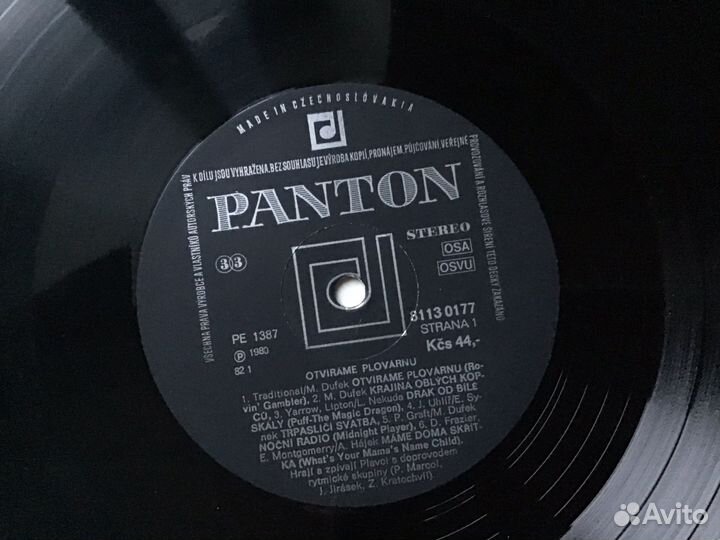 MADE IN CZECHOSLOVAKIA
VŠECHNA PRÁVA VÝROBCE A VLASTNÍKŮ AUTORSKÝCH PRÁV
K DÍLU JSOU VYHRAŽENA. BEZ SOUHLASU JE VÝROBA KOPIÍ, PRONÁJEM, PŮJČOVÁNÍ, VEŘEJNÉ
PROVOZOVÁNÍ A ROZHLASOVÉ ŠÍŘENÍ TÉTO DESKY ZAKÁZÁNO
PANTON
STEREO
33
OSA
OSVU
PE 1387
℗ 1980
82 1
8113 0177
STRANA 1
Kčs 44,-
OTVÍRÁME PLOVÁRNU
1. Traditional/M. Dufek OTVÍRÁME PLOVÁRNU (Ro-
vin' Gambler), 2. M. Dufek KRAJINA OBLÝCH KOP-
CŮ, 3. Yarrow, Lipton/L. Nekuda DRAK OD BÍLÉ
SKÁLY (Puff-The Magic Dragon), 4. J. Uhlíř/E. Sy-
nek TRPASLIČÍ SVATBA, 5. P. Graft/M. Dufek
NOČNÍ RADIO (Midnight Player), 6. D. Frazier,
E. Montgomery/A. Hájek MÁME DOMA SKŘÍT-
KA (What's Your Mama's Name Child).
Hrají a zpívají Plavci s doprovodem
rytmické skupiny (P. Marcol,
J. Jirásek, Z. Kratochvíl)
Avito